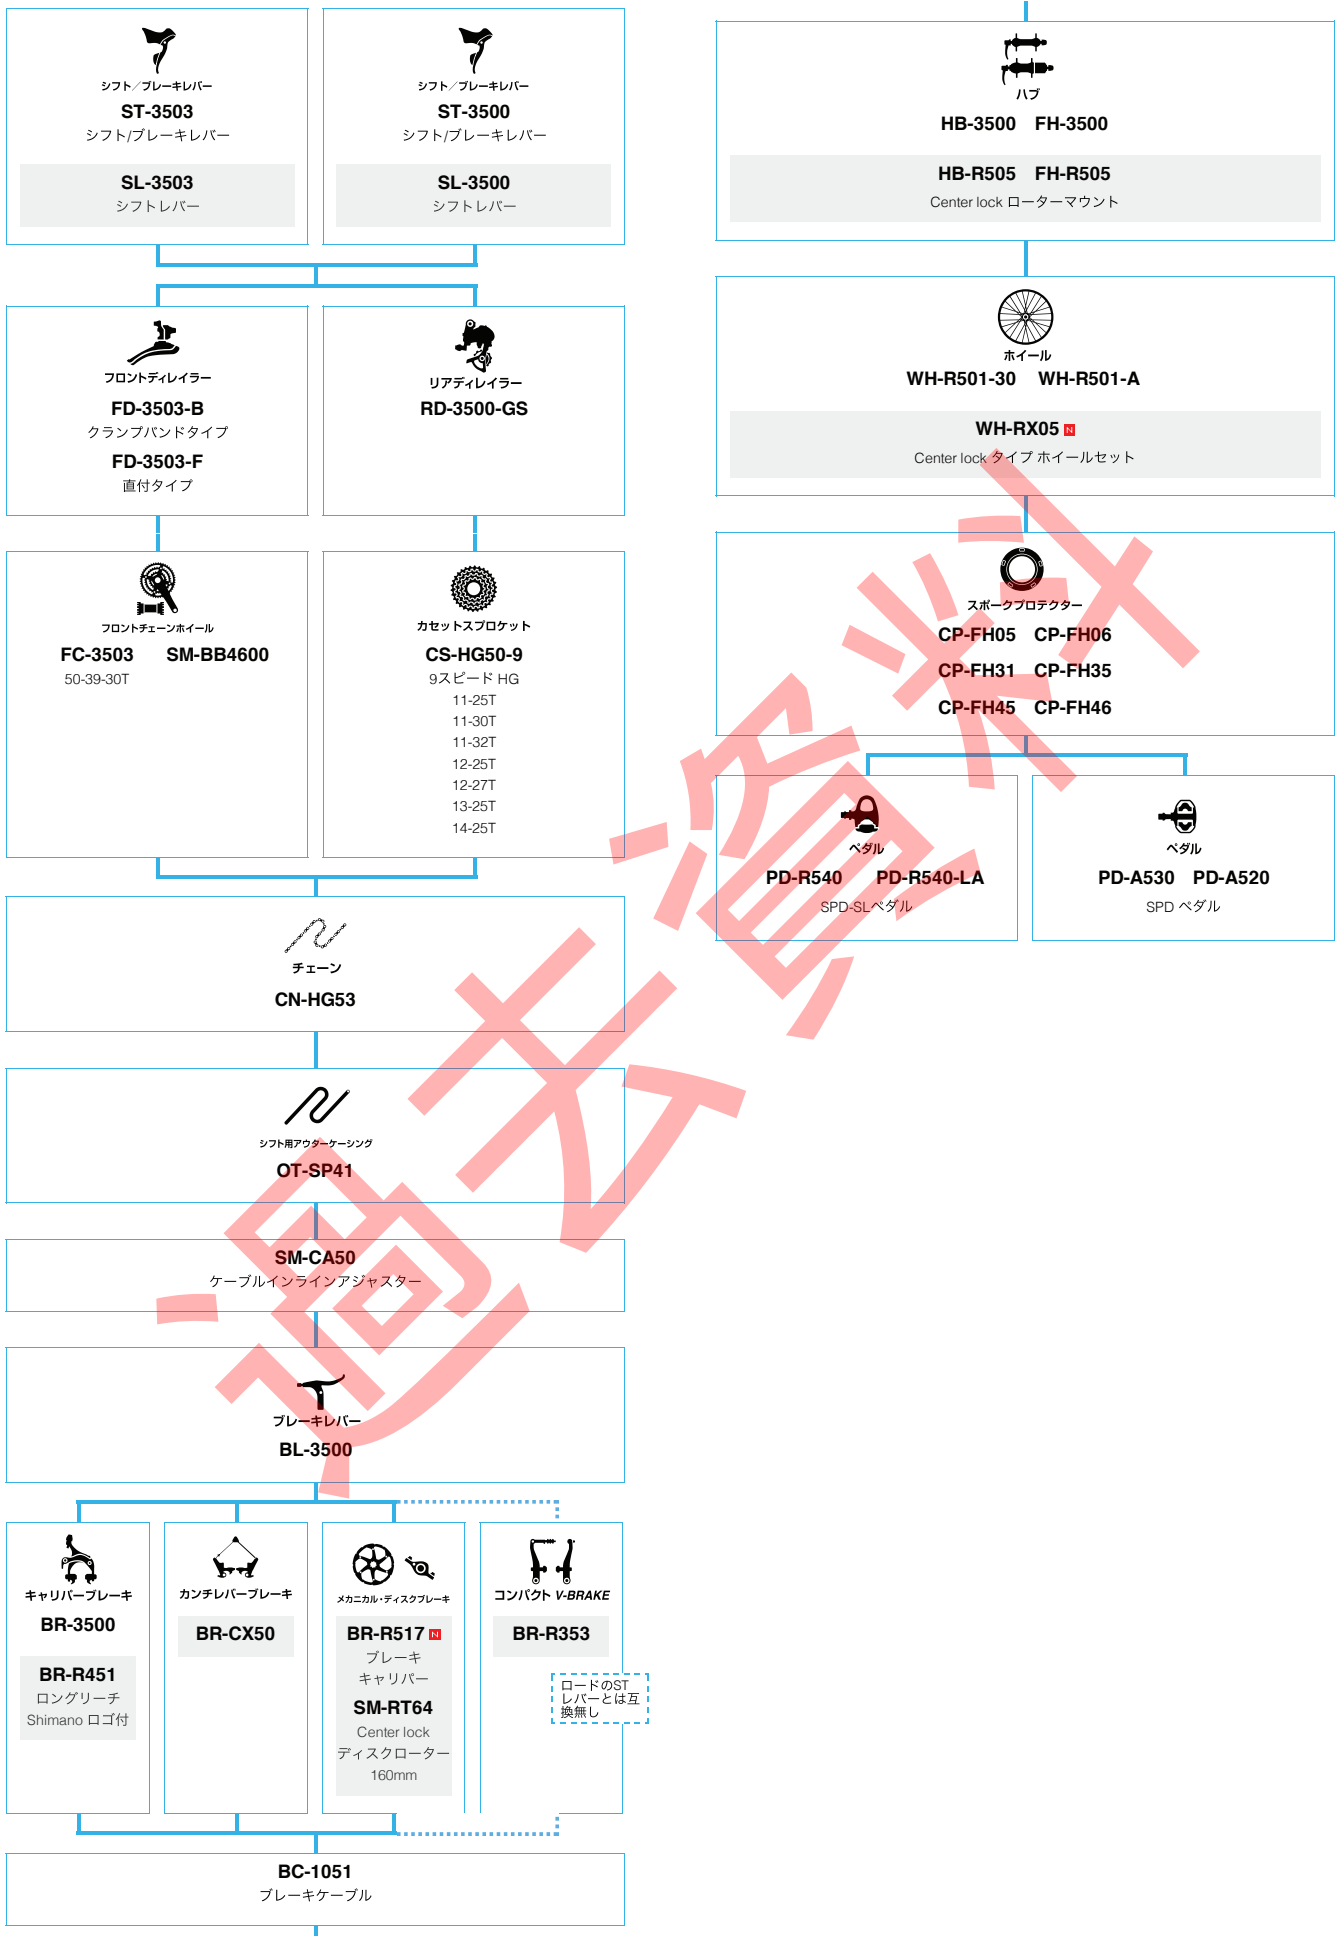 シフト／ブレーキレバー
ST-3503
シフト/ブレーキレバー
SL-3503
シフトレバー
シフト／ブレーキレバー
ST-3500
シフト/ブレーキレバー
SL-3500
シフトレバー
フロントディレイラー
FD-3503-B
クランプバンドタイプ
FD-3503-F
直付タイプ
リアディレイラー
RD-3500-GS
フロントチェーンホイール
FC-3503 SM-BB4600
50-39-30T
カセットスプロケット
CS-HG50-9
9スピード HG
11-25T
11-30T
11-32T
12-25T
12-27T
13-25T
14-25T
チェーン
CN-HG53
シフト用アウターケーシング
OT-SP41
SM-CA50
ケーブルインラインアジャスター
ブレーキレバー
BL-3500
キャリパーブレーキ
BR-3500
BR-R451
ロングリーチ
Shimano ロゴ付
カンチレバーブレーキ
BR-CX50
メカニカル・ディスクブレーキ
BR-R517 N
ブレーキ
キャリパー
SM-RT64
Center lock
ディスクローター
160mm
コンパクト V-BRAKE
BR-R353
ロードのST
レバーとは互
換無し
BC-1051
ブレーキケーブル
ハブ
HB-3500 FH-3500
HB-R505 FH-R505
Center lock ローターマウント
ホイール
WH-R501-30 WH-R501-A
WH-RX05 N
Center lock タイプ ホイールセット
スポークプロテクター
CP-FH05 CP-FH06
CP-FH31 CP-FH35
CP-FH45 CP-FH46
ペダル
PD-R540 PD-R540-LA
SPD-SLペダル
ペダル
PD-A530 PD-A520
SPD ペダル
過去資料